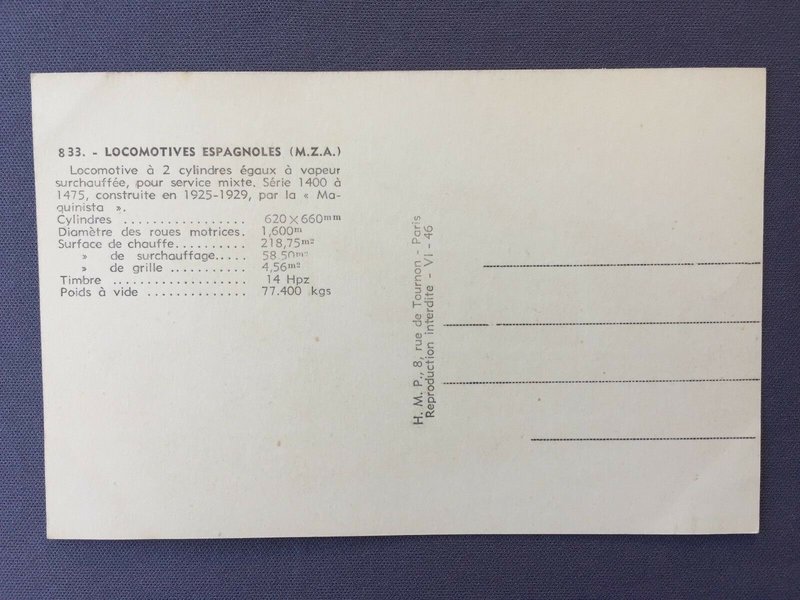 833. - LOCOMOTIVES ESPAGNOLES (M.Z.A.)
Locomotive à 2 cylindres égaux à vapeur
surchauffée, pour service mixte. Série 1400 à
1475, construite en 1925-1929, par la « Ma-
quinista ».
Cylindres ................. 620×660mm
Diamètre des roues motrices. 1,600m
Surface de chauffe.......... 218,75m²
» de surchauffage..... 58 50m²
» de grille ........... 4,56m²
Timbre ................... 14 Hpz
Poids à vide .............. 77.400 kgs
H. M. P., 8, rue de Tournon - Paris
Reproduction interdite - VI - 46